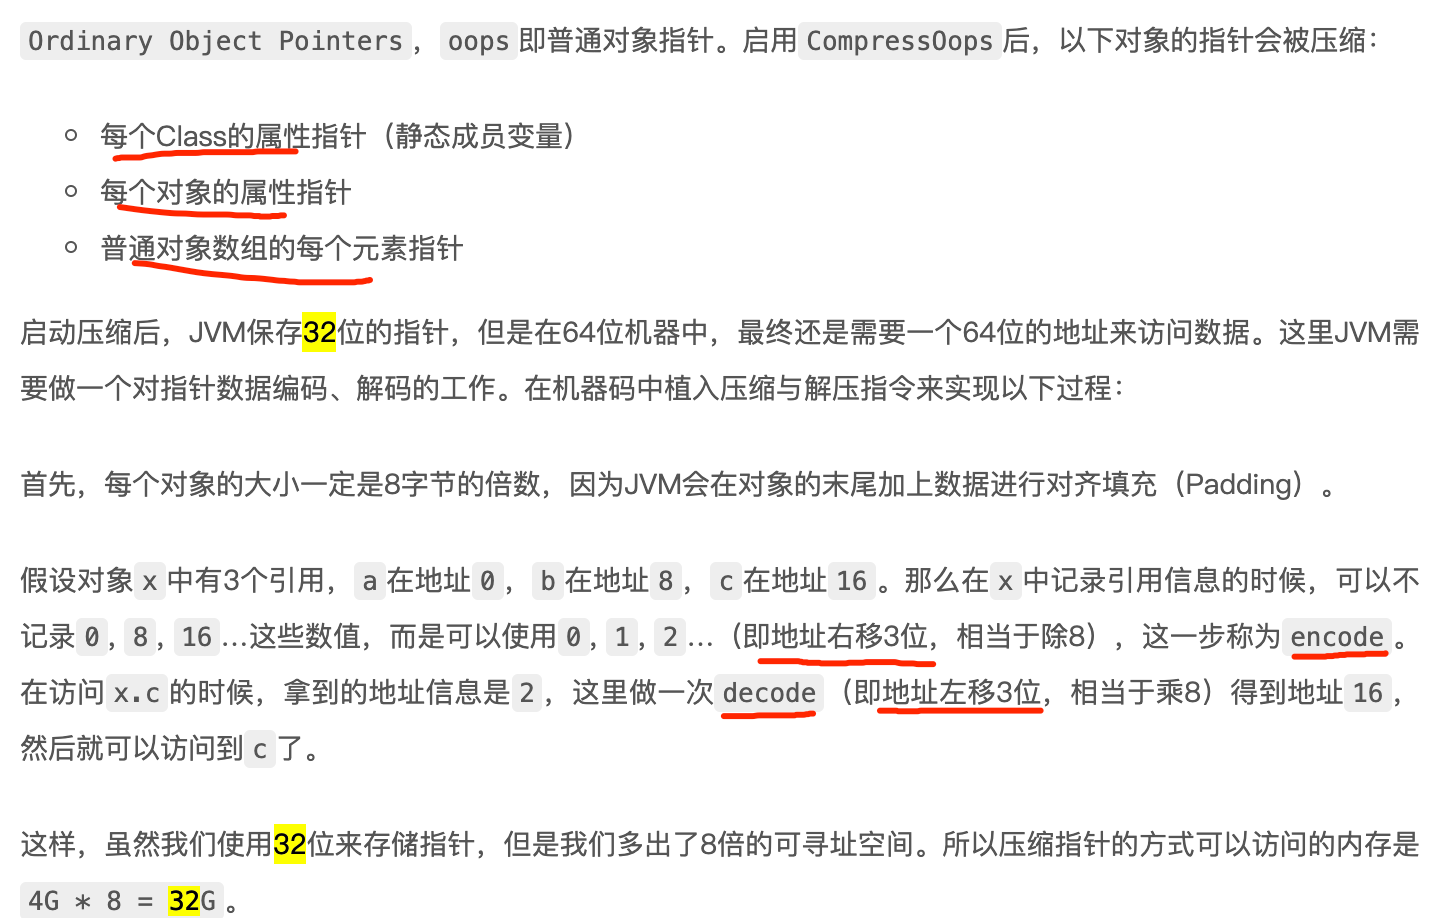 Ordinary Object Pointers，oops即普通对象指针。启用CompressOops后，以下对象的指针会被压缩：
每个Class的属性指针（静态成员变量）
每个对象的属性指针
普通对象数组的每个元素指针
启动压缩后，JVM保存32位的指针，但是在64位机器中，最终还是需要一个64位的地址来访问数据。这里JVM需
要做一个对指针数据编码、解码的工作。在机器码中植入压缩与解压指令来实现以下过程：
首先，每个对象的大小一定是8字节的倍数，因为JVM会在对象的末尾加上数据进行对齐填充（Padding）。
假设对象x中有3个引用，a在地址0，b在地址8，c在地址16。那么在x中记录引用信息的时候，可以不
记录0，8，16...这些数值，而是可以使用0，1，2...（即地址右移3位，相当于除8），这一步称为encode。
在访问x.c的时候，拿到的地址信息是2，这里做一次decode（即地址左移3位，相当于乘8）得到地址16，
然后就可以访问到c了。
这样，虽然我们使用32位来存储指针，但是我们多出了8倍的可寻址空间。所以压缩指针的方式可以访问的内存是
4G * 8 = 32G。